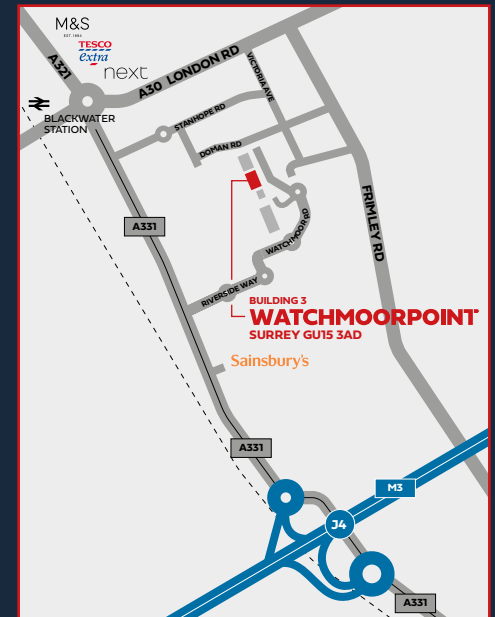 M&S
EST. 1884
TESCO
extra
next
A321
A30 LONDON RD
BLACKWATER
STATION
VICTORIA AVE
STANHOPE RD
DOMAN RD
A331
FRIMLEY RD
WATCHMOOR RD
RIVERSIDE WAY
BUILDING 3
WATCHMOORPOINT
SURREY GU15 3AD
Sainsbury's
A331
M3
J4
A331